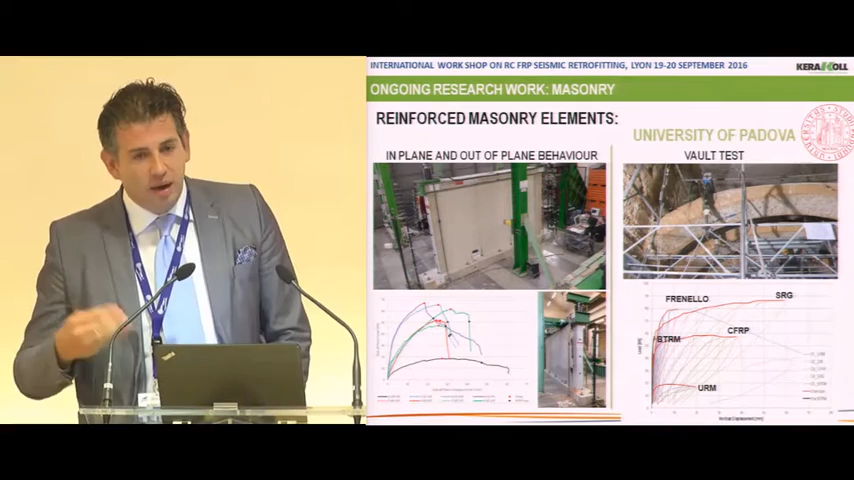 INTERNATIONAL WORK SHOP ON RC FRP SEISMIC RETROFITTING, LYON 19-20 SEPTEMBER 2016
KERAKOLL
ONGOING RESEARCH WORK: MASONRY
REINFORCED MASONRY ELEMENTS:
UNIVERSITY OF PADOVA
IN PLANE AND OUT OF PLANE BEHAVIOUR
VAULT TEST
FRENELLO
SRG
BTRM
CFRP
URM